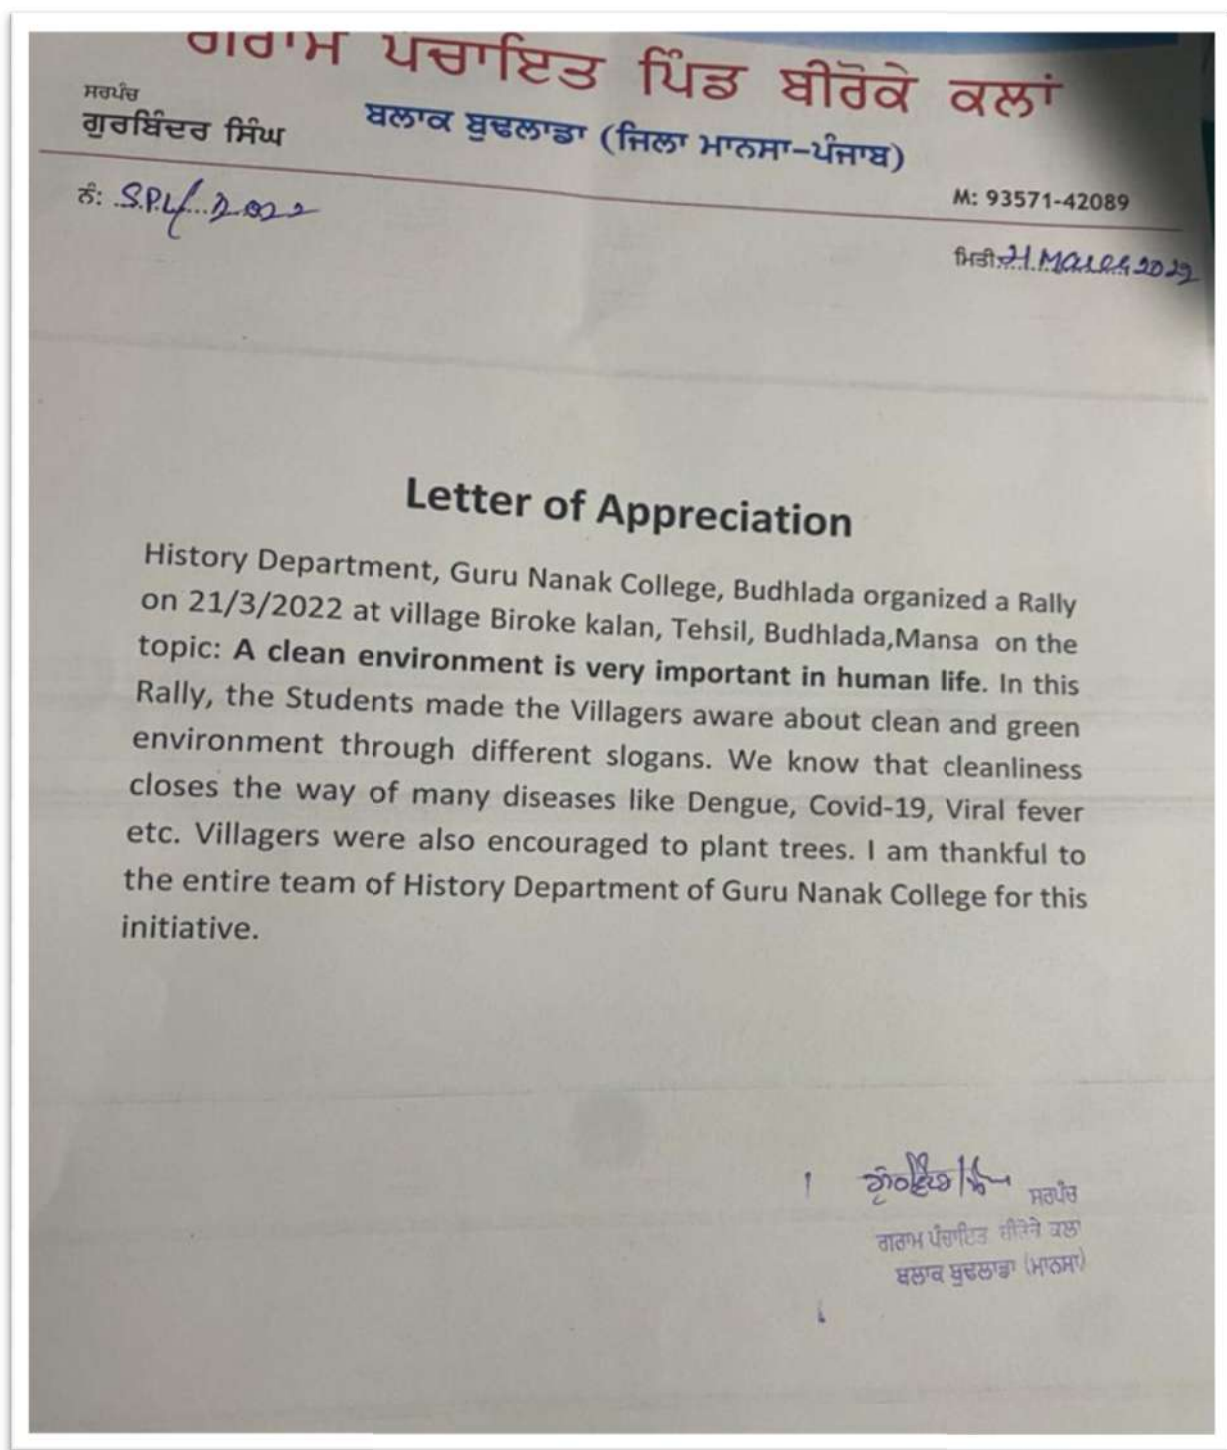 ਗਰਾਮ ਪੰਚਾਇਤ ਪਿੰਡ ਬੀਰੋਕੇ ਕਲਾਂ
ਸਰਪੰਚ
ਗੁਰਬਿੰਦਰ ਸਿੰਘ
ਬਲਾਕ ਬੁਢਲਾਡਾ (ਜਿਲਾ ਮਾਨਸਾ-ਪੰਜਾਬ)
M: 93571-42089
ਨੰ: S.P.L/ 2022
ਮਿਤੀ 21 March 2022
Letter of Appreciation
History Department, Guru Nanak College, Budhlada organized a Rally
on 21/3/2022 at village Biroke kalan, Tehsil, Budhlada,Mansa on the
topic: A clean environment is very important in human life. In this
Rally, the Students made the Villagers aware about clean and green
environment through different slogans. We know that cleanliness
closes the way of many diseases like Dengue, Covid-19, Viral fever
etc. Villagers were also encouraged to plant trees. I am thankful to
the entire team of History Department of Guru Nanak College for this
initiative.
ਸਰਪੰਚ
ਗਰਾਮ ਪੰਚਾਇਤ ਬੀਰੋਕੇ ਕਲਾਂ
ਬਲਾਕ ਬੁਢਲਾਡਾ (ਮਾਨਸਾ)